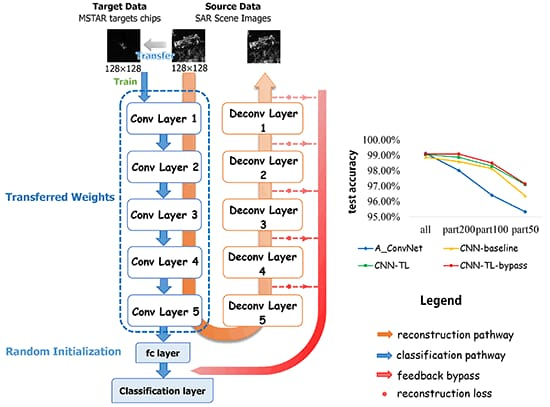 Target Data
MSTAR targets chips
Source Data
SAR Scene Images
Transfer
128×128
128×128
Train
Conv Layer 1
Conv Layer 2
Conv Layer 3
Conv Layer 4
Conv Layer 5
Deconv Layer
1
Deconv Layer
2
Deconv Layer
3
Deconv Layer
4
Deconv Layer
5
Transferred Weights
Random Initialization
fc layer
Classification layer
test accuracy
100.00%
99.00%
98.00%
97.00%
96.00%
95.00%
all
part200
part100
part50
A_ConvNet
CNN-baseline
CNN-TL
CNN-TL-bypass
Legend
reconstruction pathway
classification pathway
feedback bypass
reconstruction loss